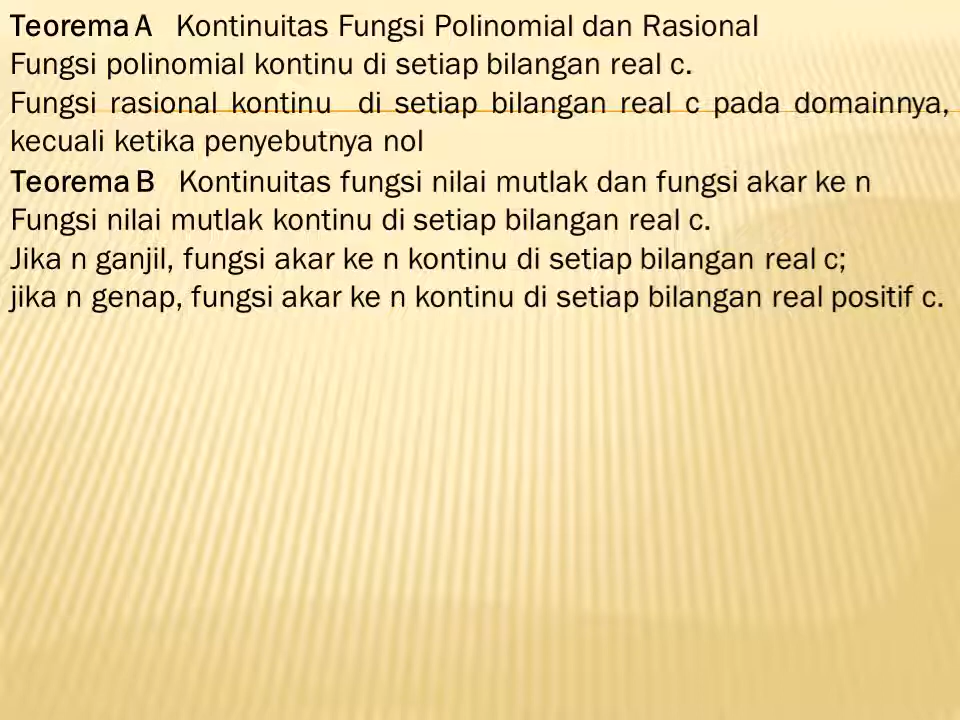 Teorema A Kontinuitas Fungsi Polinomial dan Rasional
Fungsi polinomial kontinu di setiap bilangan real c.
Fungsi rasional kontinu di setiap bilangan real c pada domainnya,
kecuali ketika penyebutnya nol
Teorema B Kontinuitas fungsi nilai mutlak dan fungsi akar ke n
Fungsi nilai mutlak kontinu di setiap bilangan real c.
Jika n ganjil, fungsi akar ke n kontinu di setiap bilangan real c;
jika n genap, fungsi akar ke n kontinu di setiap bilangan real positif c.